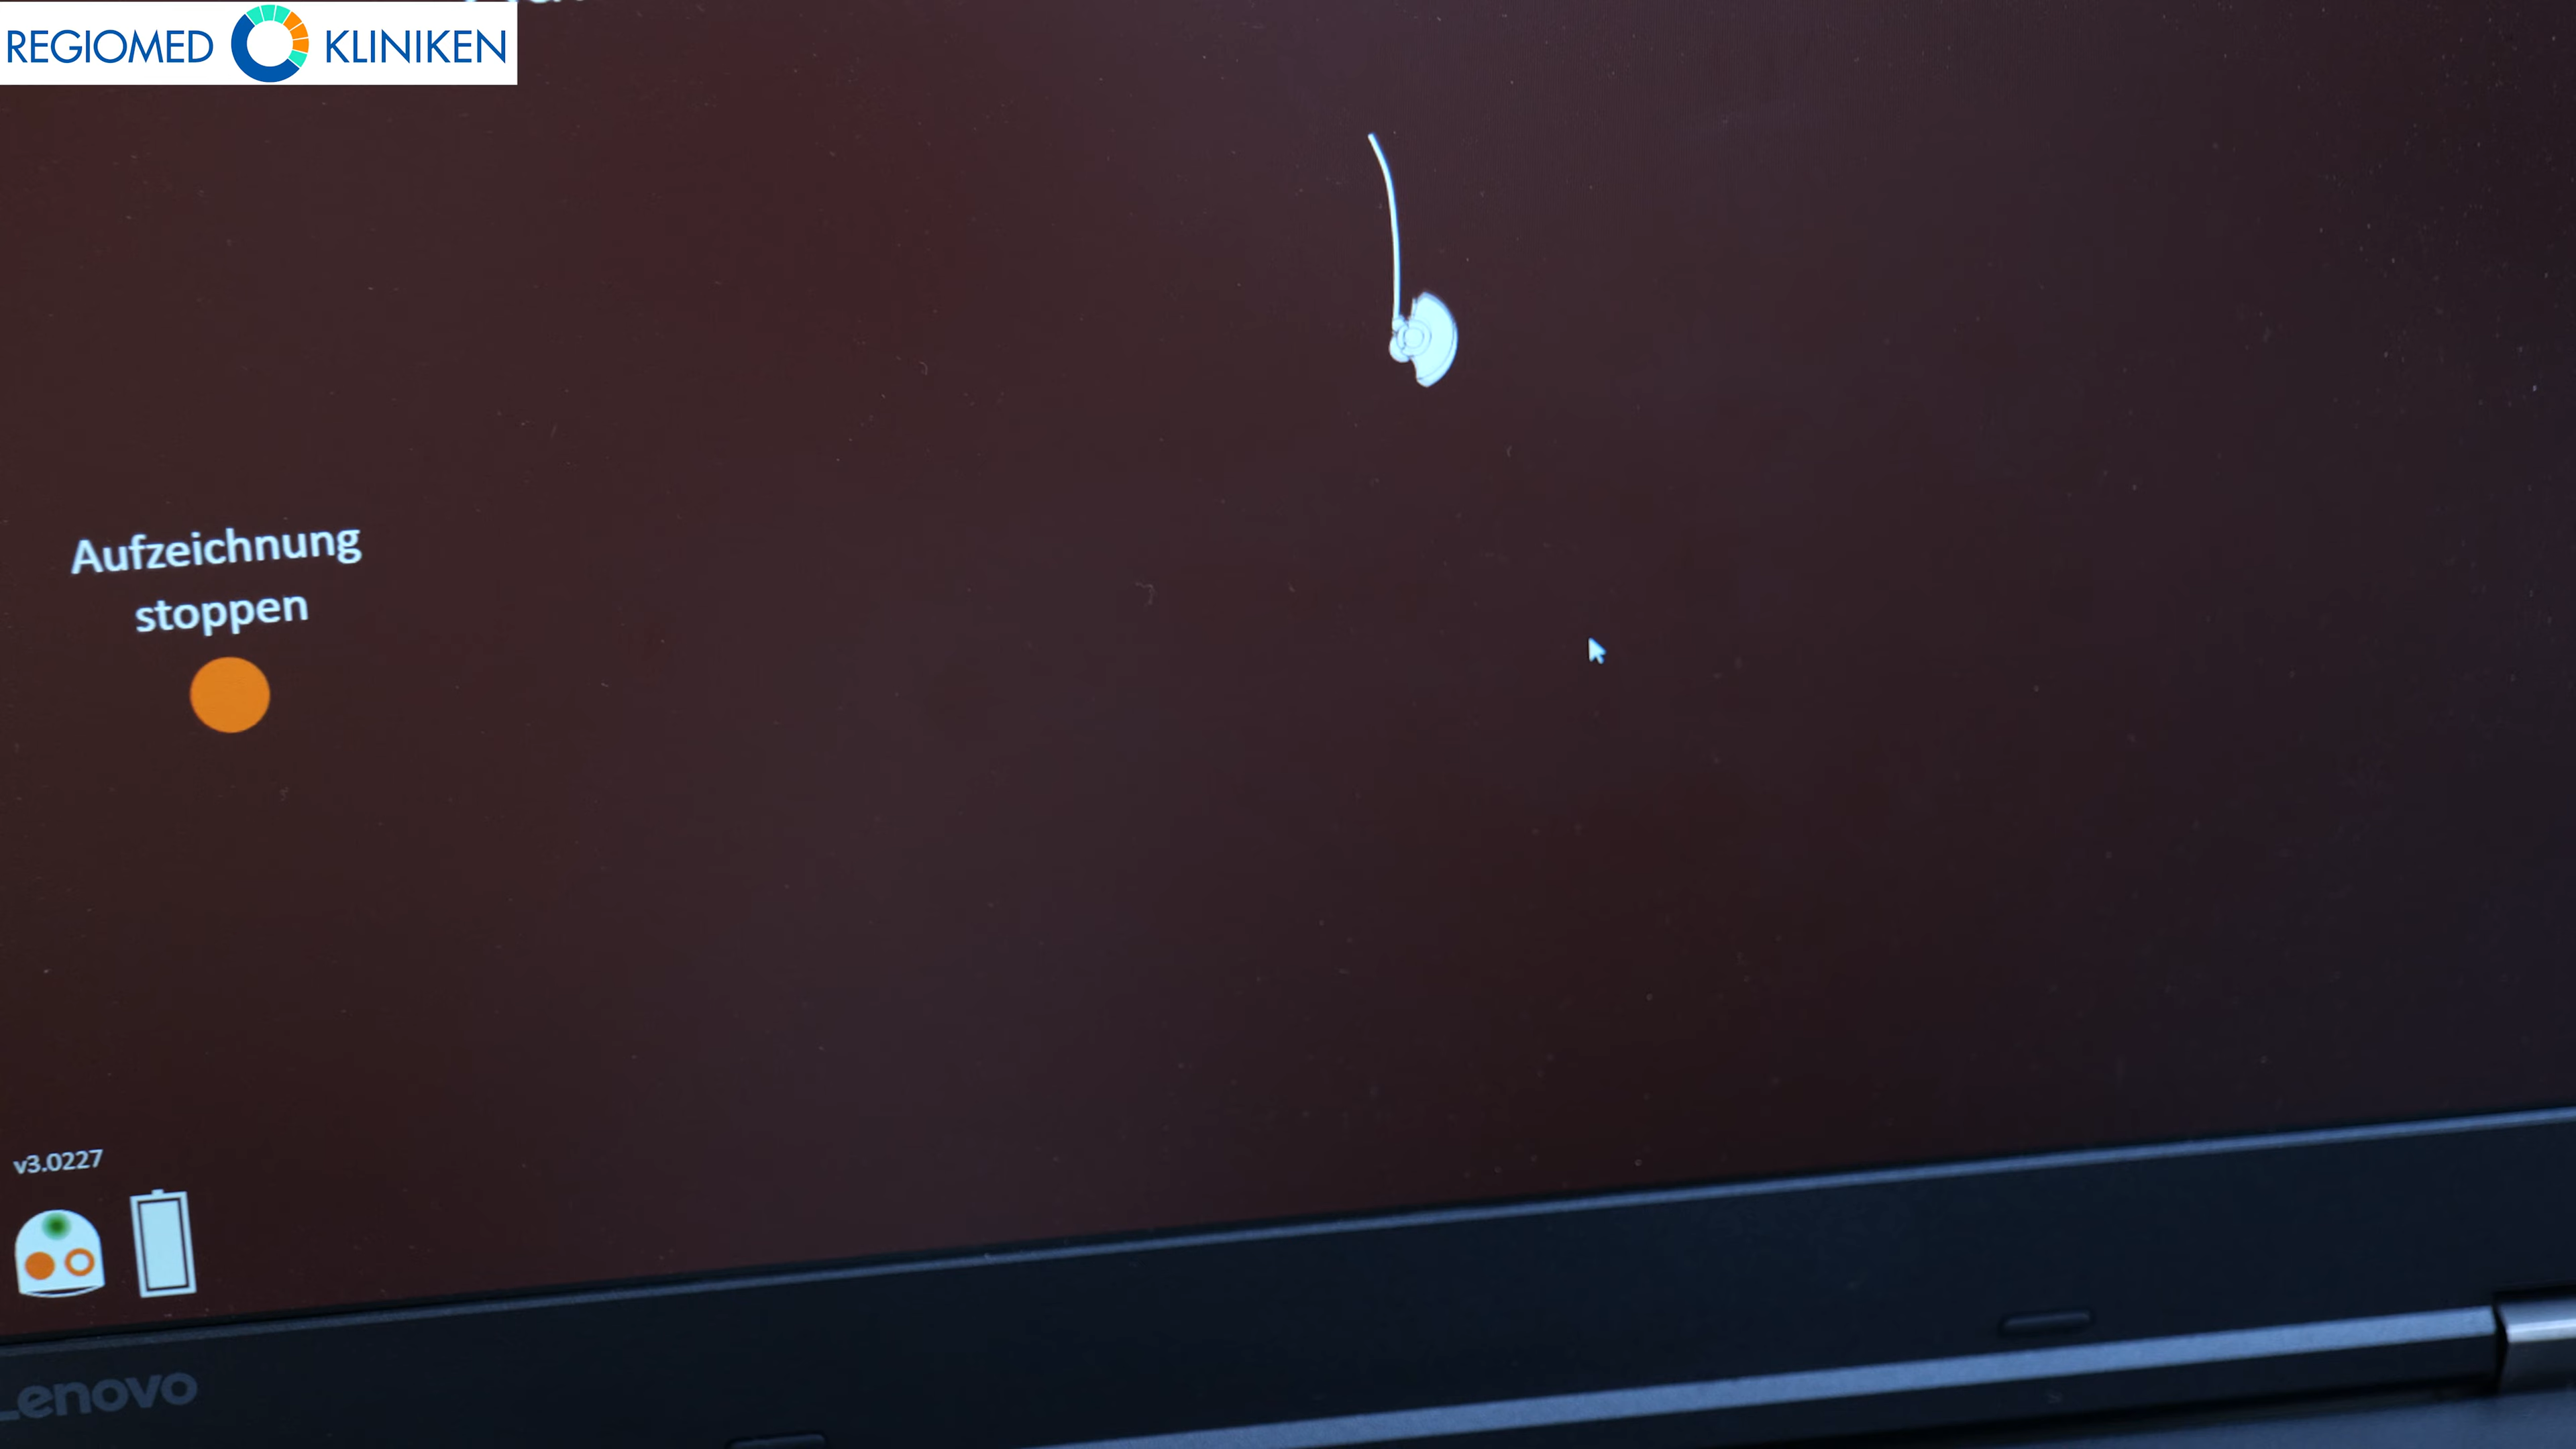 REGIOMED KLINIKEN
Aufzeichnung
stoppen
v3.0227
Lenovo